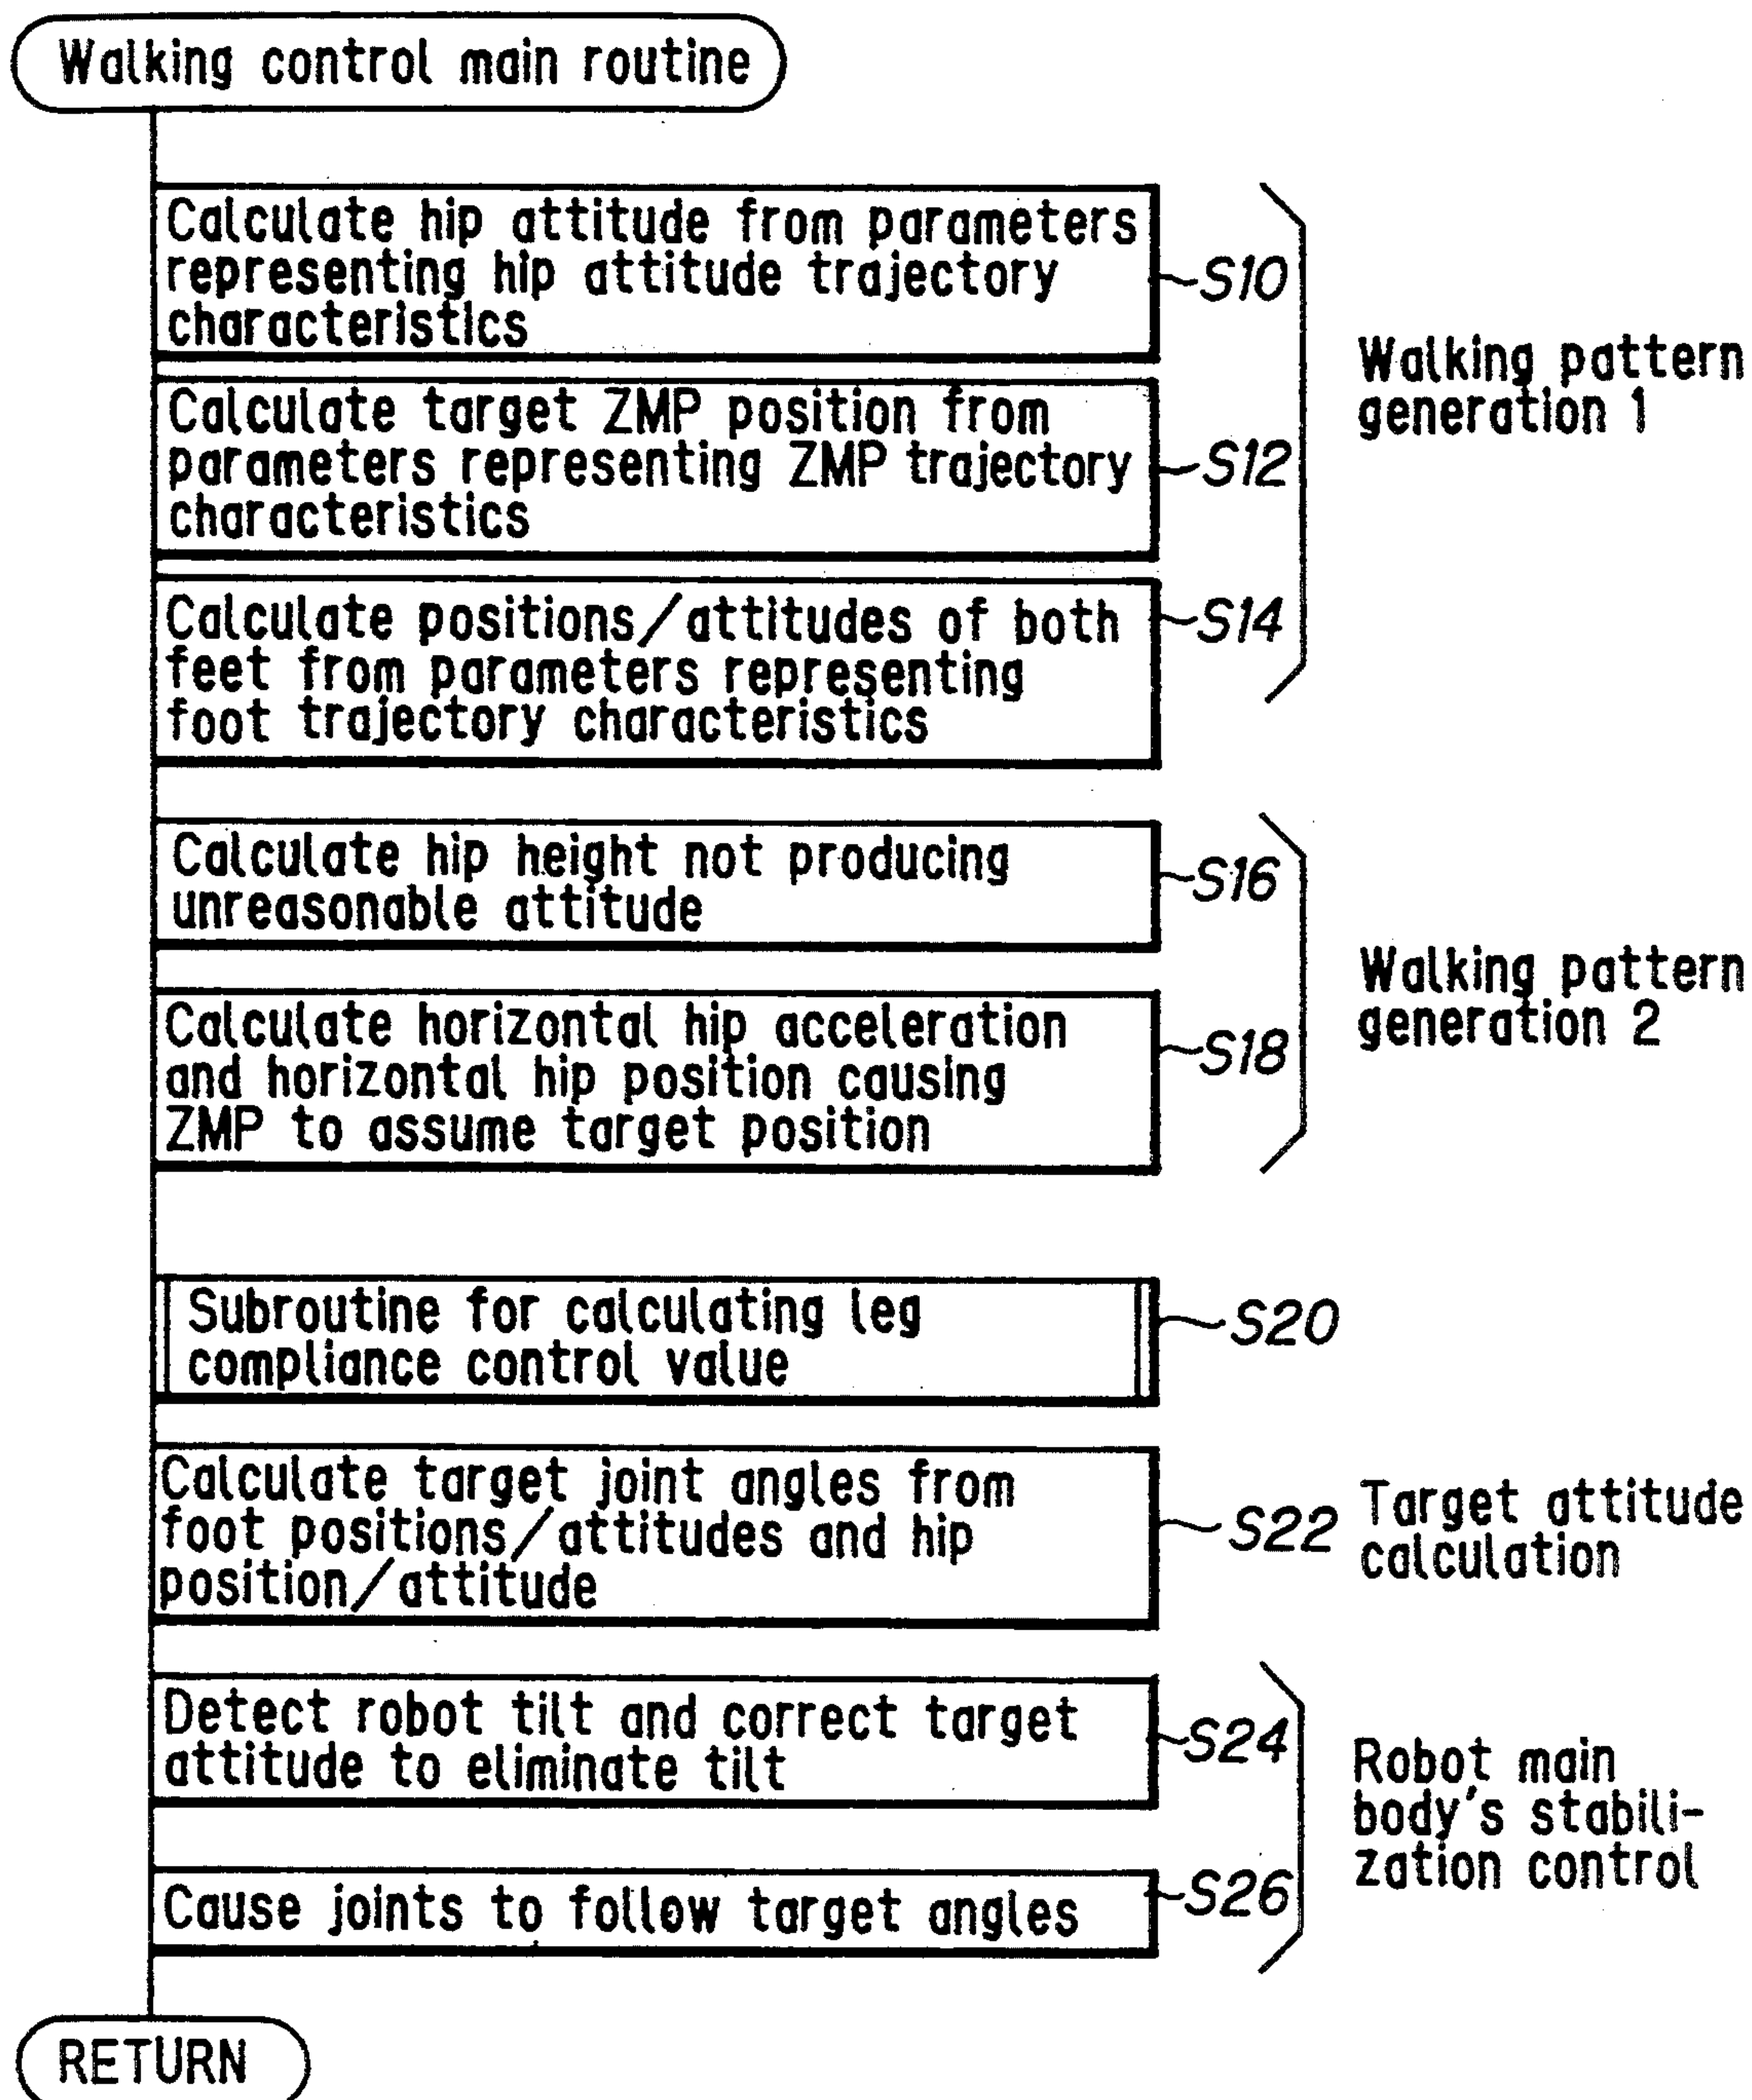 Walking control main routine
Calculate hip attitude from parameters
representing hip attitude trajectory
characteristics
S10
Calculate target ZMP position from
parameters representing ZMP trajectory
characteristics
S12
Calculate positions/attitudes of both
feet from parameters representing
foot trajectory characteristics
S14
Walking pattern
generation 1
Calculate hip height not producing
unreasonable attitude
S16
Calculate horizontal hip acceleration
and horizontal hip position causing
ZMP to assume target position
S18
Walking pattern
generation 2
Subroutine for calculating leg
compliance control value
S20
Calculate target joint angles from
foot positions/attitudes and hip
position/attitude
S22
Target attitude
calculation
Detect robot tilt and correct target
attitude to eliminate tilt
S24
Cause joints to follow target angles
S26
Robot main
body's stabili-
zation control
RETURN